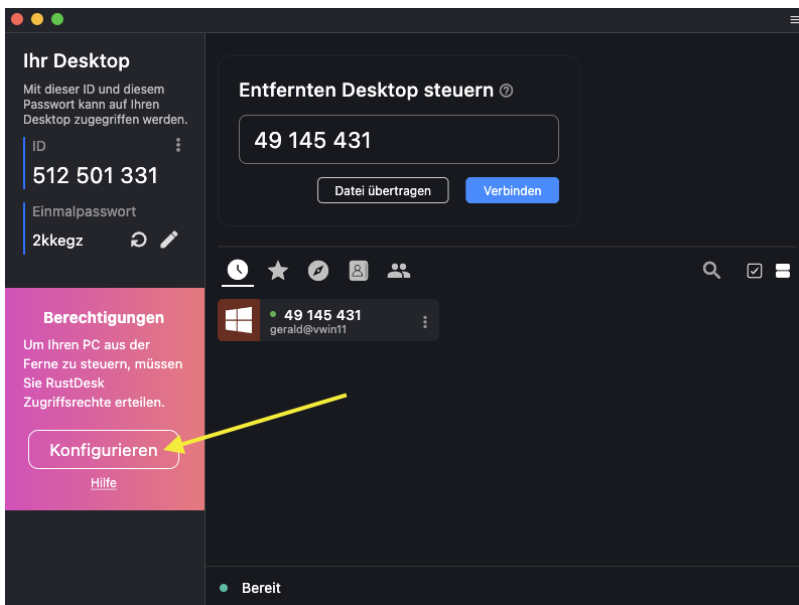 Ihr Desktop
Mit dieser ID und diesem
Passwort kann auf Ihren
Desktop zugegriffen werden.
ID
512 501 331
Einmalpasswort
2kkegz
Berechtigungen
Um Ihren PC aus der
Ferne zu steuern, müssen
Sie RustDesk
Zugriffsrechte erteilen.
Konfigurieren
Hilfe
Entfernten Desktop steuern
49 145 431
Datei übertragen
Verbinden
49 145 431
gerald@vwin11
Bereit